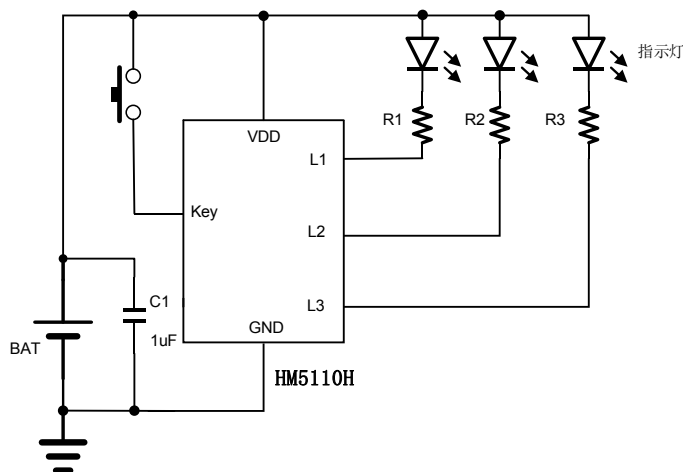 指示灯
R1
R2
R3
VDD
L1
Key
L2
C1
L3
GND
1uF
BAT
HM5110H